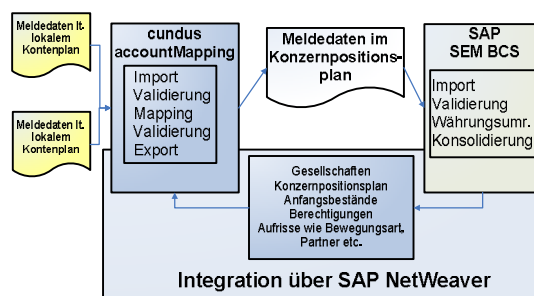 Meldedaten lt.
lokalem
Kontenplan
Meldedaten lt.
lokalem
Kontenplan
cundus
accountMapping
Import
Validierung
Mapping
Validierung
Export
Meldedaten im
Konzernpositions-
plan
SAP
SEM BCS
Import
Validierung
Währungsumr.
Konsolidierung
Gesellschaften
Konzernpositionsplan
Anfangsbestände
Berechtigungen
Aufrisse wie Bewegungsart,
Partner etc.
Integration über SAP NetWeaver